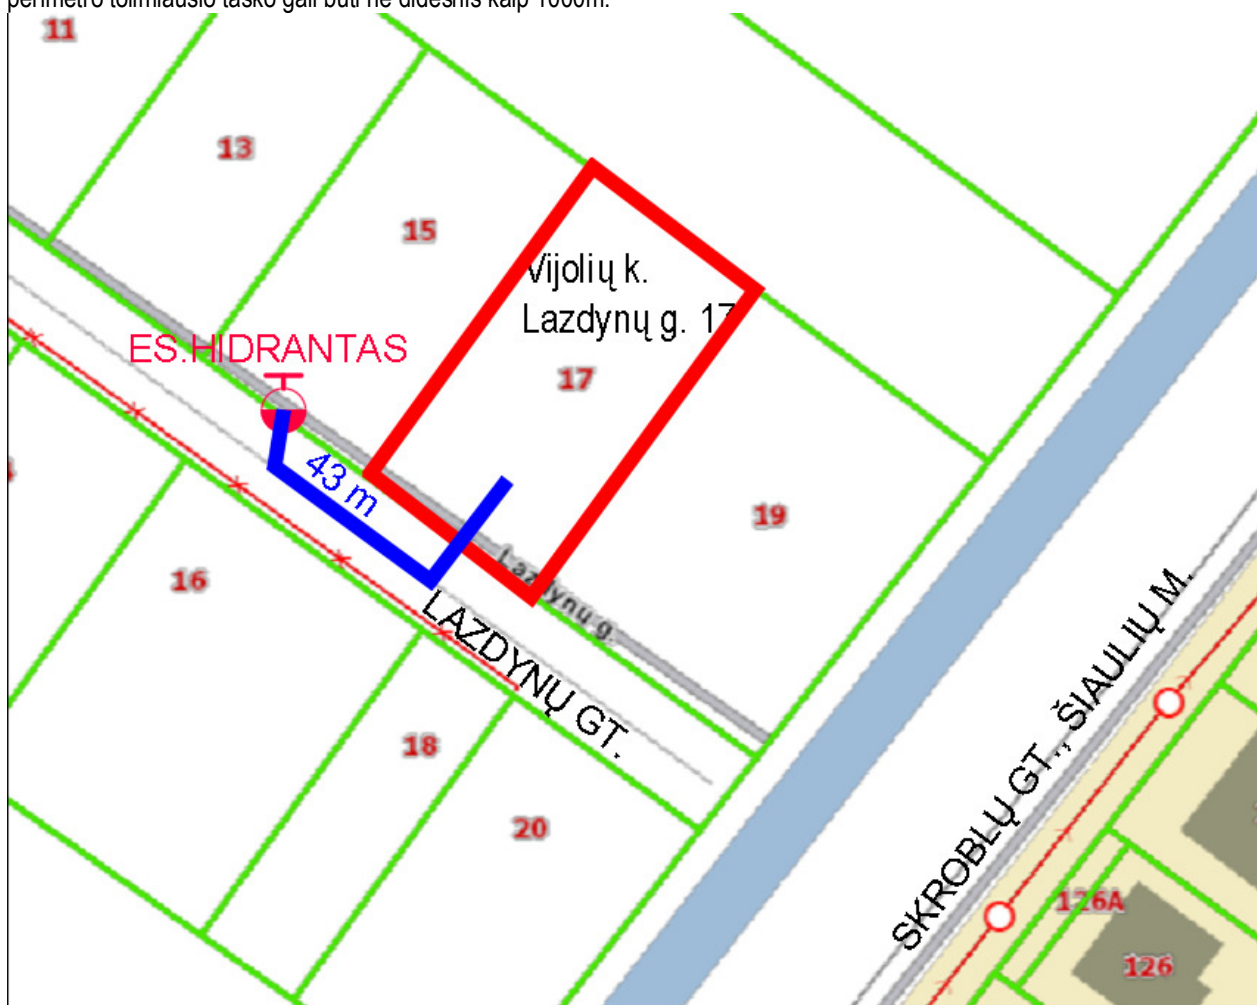 perimetro tolimiausio taško gali būti ne didesnis kaip 1000m.
11
13
15
Vijolių k.
Lazdynų g. 17
17
ES.HIDRANTAS
43 m
19
Lazdynų g.
16
LAZDYNŲ GT.
18
20
SKROBLŲ GT., ŠIAULIŲ M.
126A
126